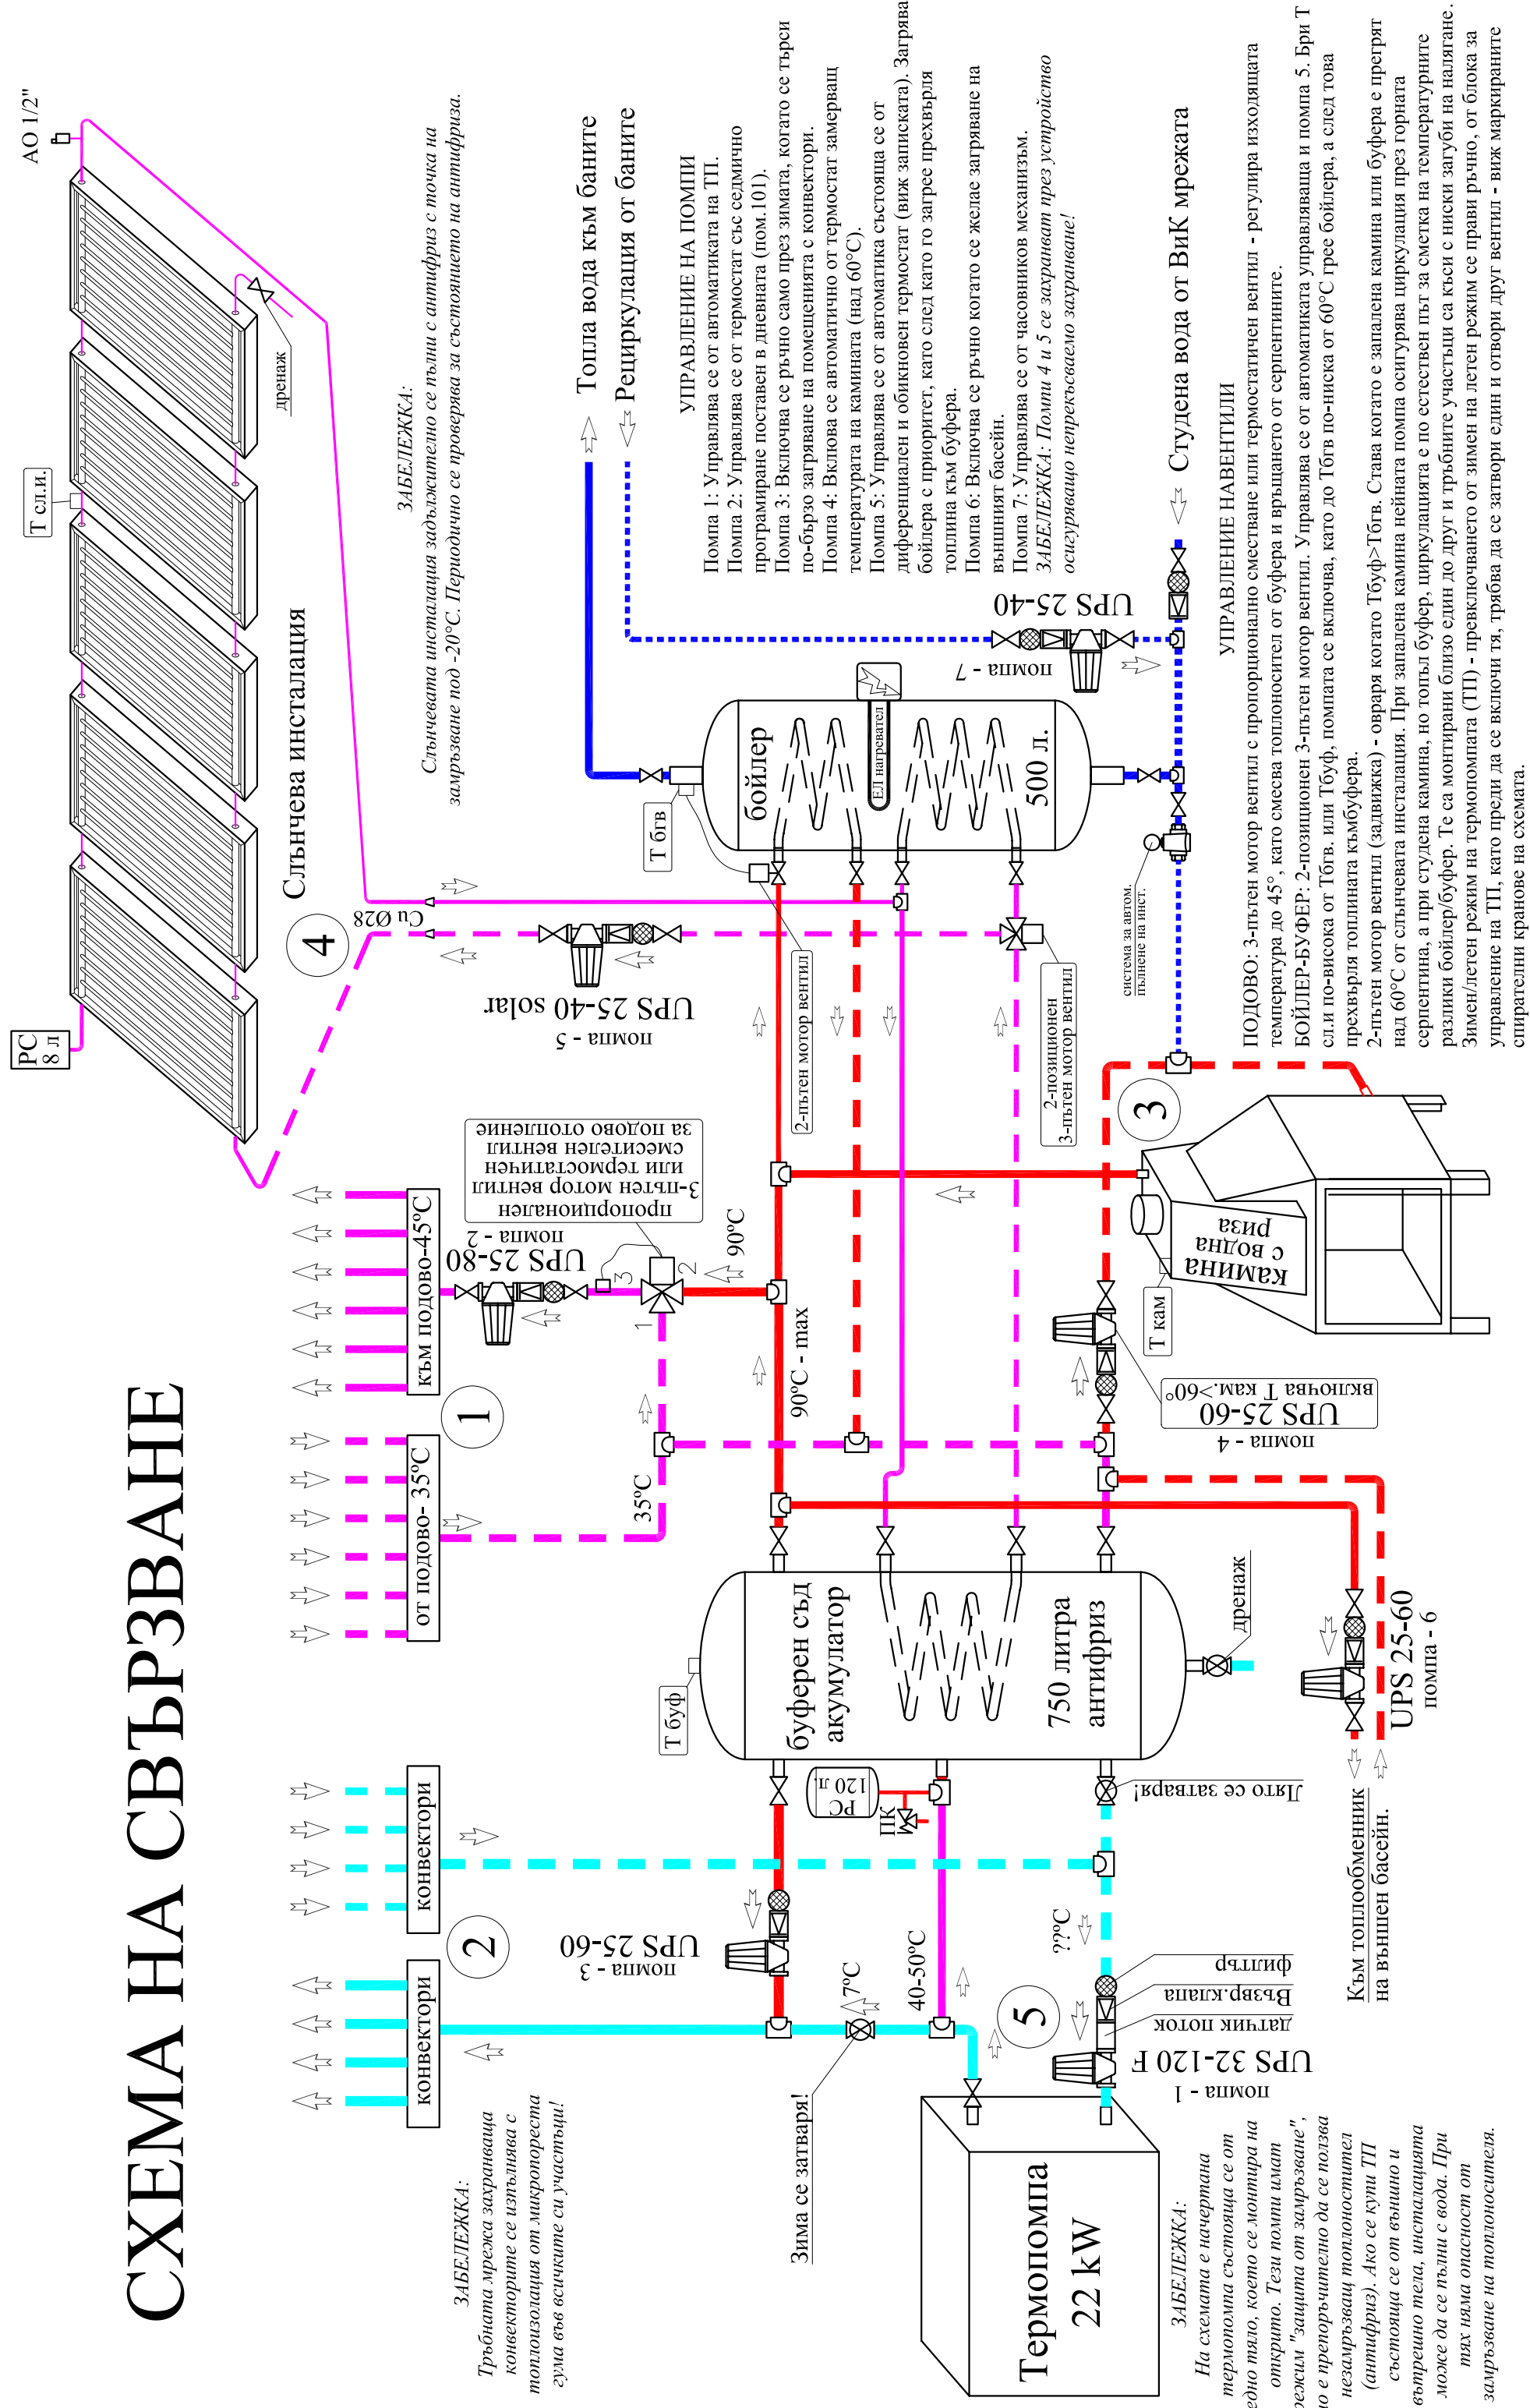 СХЕМА НА СВЪРЗВАНЕ
РС
8 л
Т сл.и.
АО 1/2"
дренаж
Слънчева инсталация
4
Cu Ø28
ЗАБЕЛЕЖКА:
Слънчевата инсталация задължително се пълни с антифриз с точка на
замръзване под -20°С. Периодично се проверява за състоянието на антифриза.
конвектори
конвектори
2
от подово- 35°С
към подово-45°С
1
ЗАБЕЛЕЖКА:
Тръбната мрежа захранваща
конвекторите се изпълнява с
топлоизолация от микропореста
гума във всичките си участъци!
помпа - 3
UPS 25-60
помпа - 2
UPS 25-80
пропорционален
3-пътен мотор вентил
или термостатичен
смесителен вентил
за подово отопление
35°С
1
2
3
90°С
90°С - max
помпа - 5
UPS 25-40 solar
2-пътен мотор вентил
Т бгв
Топла вода към баните
Рециркулация от баните
УПРАВЛЕНИЕ НА ПОМПИ
Помпа 1: Управлява се от автоматиката на ТП.
Помпа 2: Управлява се от термостат със седмично
програмиране поставен в дневната (пом.101).
Помпа 3: Включва се ръчно само през зимата, когато се търси
по-бързо загряване на помещенията с конвектори.
Помпа 4: Вклюва се автоматично от термостат замерващ
температурата на камината (над 60°С).
Помпа 5: Управлява се от автоматика състояща се от
диференциален и обикновен термостат (виж записката). Загрява
бойлера с приоритет, като след като го загрее прехвърля
топлина към буфера.
Помпа 6: Включва се ръчно когато се желае загряване на
външният басейн.
Помпа 7: Управлява се от часовников механизъм.
ЗАБЕЛЕЖКА: Помпи 4 и 5 се захранват през устройство
осигуряващо непрекъсваемо захранване!
Зима се затваря!
7°С
40-50°С
РС
120 л.
ПК
Т буф
буферен съд
акумулатор
750 литра
антифриз
дренаж
Лято се затваря!
бойлер
500 л.
ЕЛ нагревател
помпа - 7
UPS 25-40
2-позиционен
3-пътен мотор вентил
система за автом.
пълнене на инст.
Студена вода от ВиК мрежата
Термопомпа
22 kW
5
??°С
помпа - 1
UPS 32-120 F
датчик поток
Възвр.клапа
филтър
помпа - 4
UPS 25-60
включва Т кам.>60°
3
Т кам
камина
с водна
риза
Към топлообменник
на външен басейн.
UPS 25-60
помпа - 6
ЗАБЕЛЕЖКА:
На схемата е начертана
термопомпа състояща се от
едно тяло, което се монтира на
открито. Тези помпи имат
режим "защита от замръзване",
но е препоръчително да се ползва
незамръзващ топлоностител
(антифриз). Ако се купи ТП
състояща се от външно и
вътрешно тела, инсталацията
може да се пълни с вода. При
тях няма опасност от
замръзване на топлоносителя.
УПРАВЛЕНИЕ НАВЕНТИЛИ
ПОДОВО: 3-пътен мотор вентил с пропорционално сместване или термостатичен вентил - регулира изходящата
температура до 45°, като смесва топлоносител от буфера и връщането от серпентините.
БОЙЛЕР-БУФЕР: 2-позиционен 3-пътен мотор вентил. Управлява се от автоматиката управляваща и помпа 5. Бри Т
сл.и по-висока от Тбгв. или Тбуф, помпата се включва, като до Тбгв по-ниска от 60°С грее бойлера, а след това
прехвърля топлината къмбуфера.
2-пътен мотор вентил (задвижка) - овраря когато Тбуф>Тбгв. Става когато е запалена камина или буфера е прегрят
над 60°С от слънчевата инсталация. При запалена камина нейната помпа осигурява циркулация през горната
серпентина, а при студена камино, но топъл буфер, циркулацията е по естествен път за сметка на температурните
разлики бойлер/буфер. Те са монтирани близо един до друг и тръбните участъци са къси с ниски загуби на налягане.
Зимен/летен режим на термопомпата (ТП) - превключването от зимен на летен режим се прави ръчно, от блока за
управление на ТП, като преди да се включи тя, трябва да се затвори един и отвори друг вентил - виж маркираните
спирателни кранове на схемата.